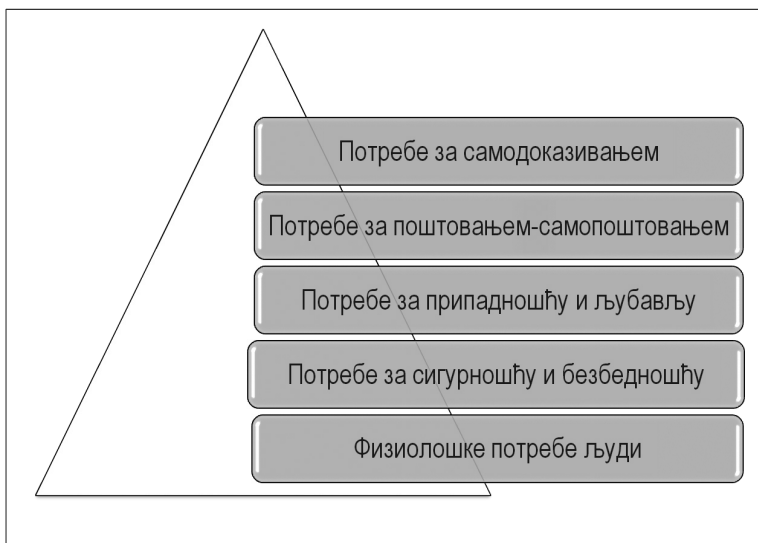 Потребе за самодоказивањем
Потребе за поштовањем-самопоштовањем
Потребе за припадношћу и љубављу
Потребе за сигурношћу и безбедношћу
Физиолошке потребе људи